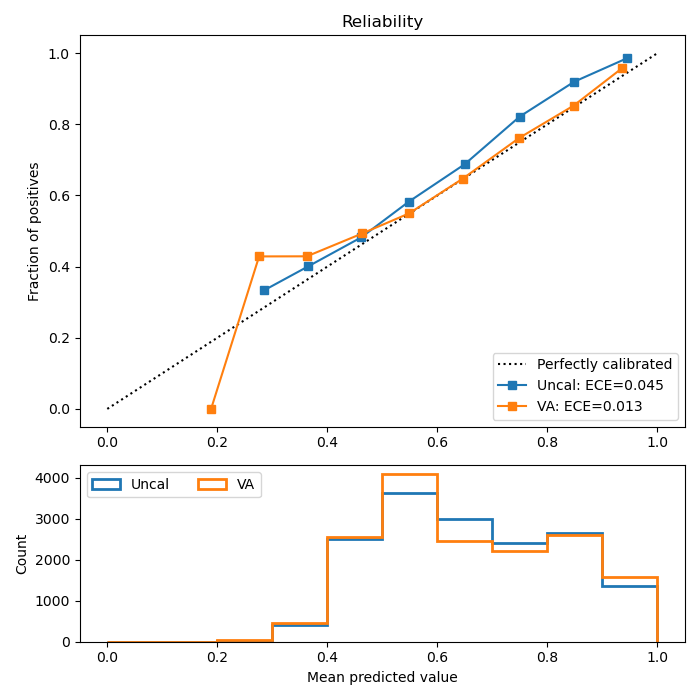 Reliability
1.0
0.8
0.6
0.4
0.2
0.0
Fraction of positives
Perfectly calibrated
Uncal: ECE=0.045
VA: ECE=0.013
0.0 0.2 0.4 0.6 0.8 1.0
Uncal VA
4000
3000
2000
1000
0
Count
0.0 0.2 0.4 0.6 0.8 1.0
Mean predicted value